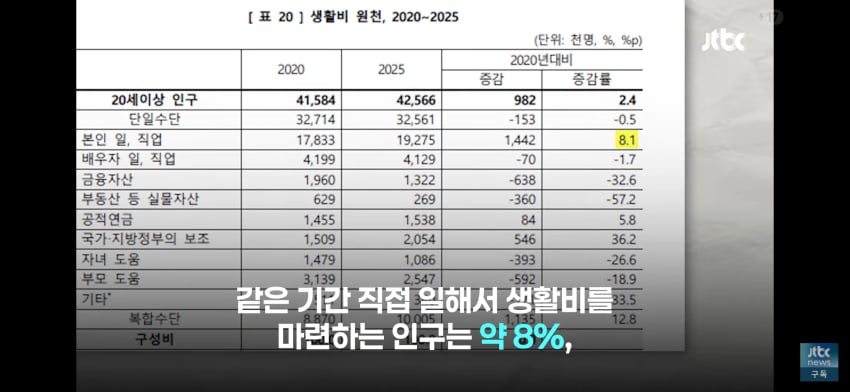 [ 표 20 ] 생활비 원천, 2020~2025
(단위: 천명, %, %p)
2020 2025 2020년대비
증감 증감률
20세이상 인구 41,584 42,566 982 2.4
단일수단 32,714 32,561 -153 -0.5
본인 일, 직업 17,833 19,275 1,442 8.1
배우자 일, 직업 4,199 4,129 -70 -1.7
금융자산 1,960 1,322 -638 -32.6
부동산 등 실물자산 629 269 -360 -57.2
공적연금 1,455 1,538 84 5.8
국가·지방정부의 보조 1,509 2,054 546 36.2
자녀 도움 1,479 1,086 -393 -26.6
부모 도움 3,139 2,547 -592 -18.9
기타* 33.5
복합수단 8,870 10,005 1,135 12.8
구성비
같은 기간 직접 일해서 생활비를
마련하는 인구는 약 8%,
jtbc
17
jtbc
news
구독